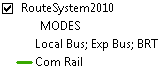 RouteSystem2010
MODES
Local Bus; Exp Bus; BRT
Com Rail